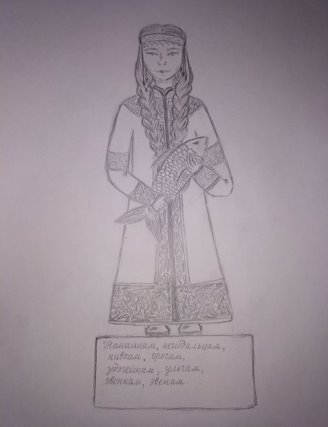 Нанайцам, негидальцам,
нивхам, орочам,
удэгейцам, ульчам,
эвенкам, эвенам